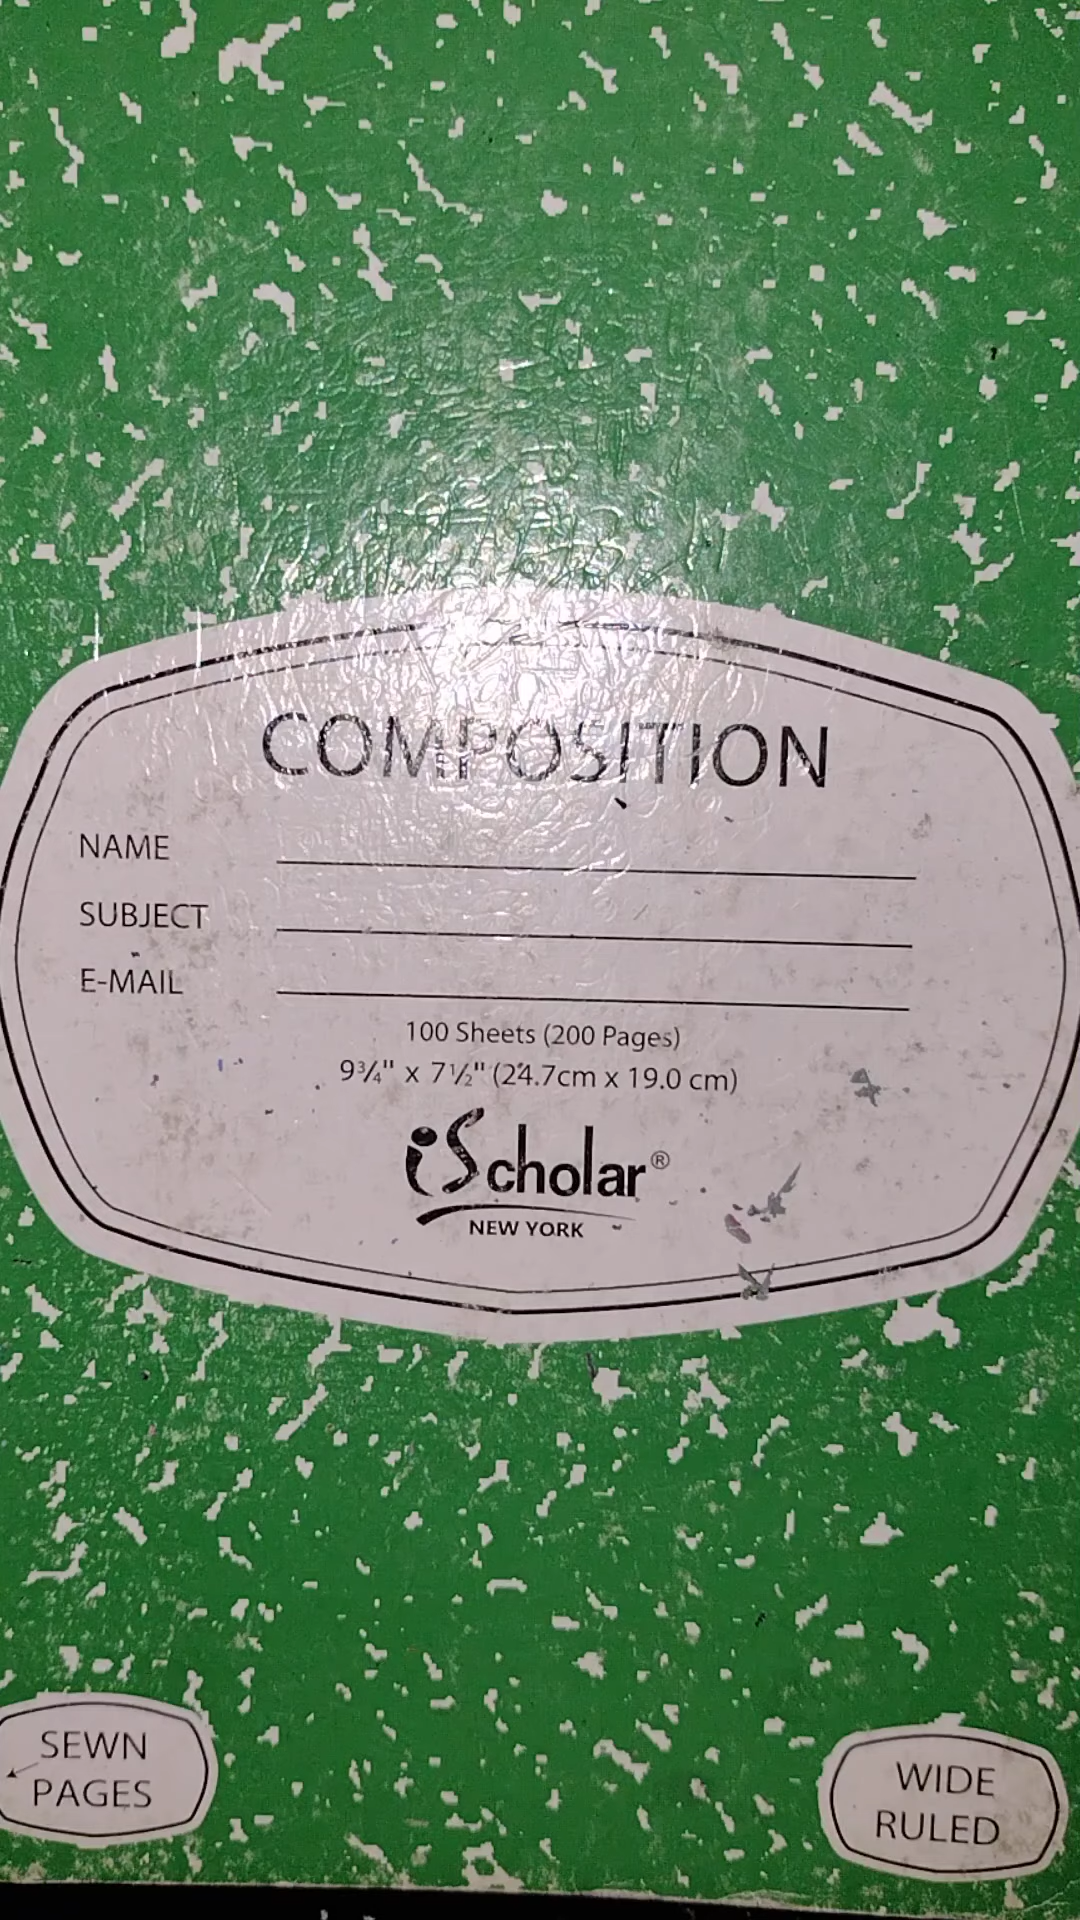 COMPOSITION
NAME
SUBJECT
E-MAIL
100 Sheets (200 Pages)
9¾" x 7½" (24.7cm x 19.0 cm)
iScholar®
NEW YORK
SEWN
PAGES
WIDE
RULED